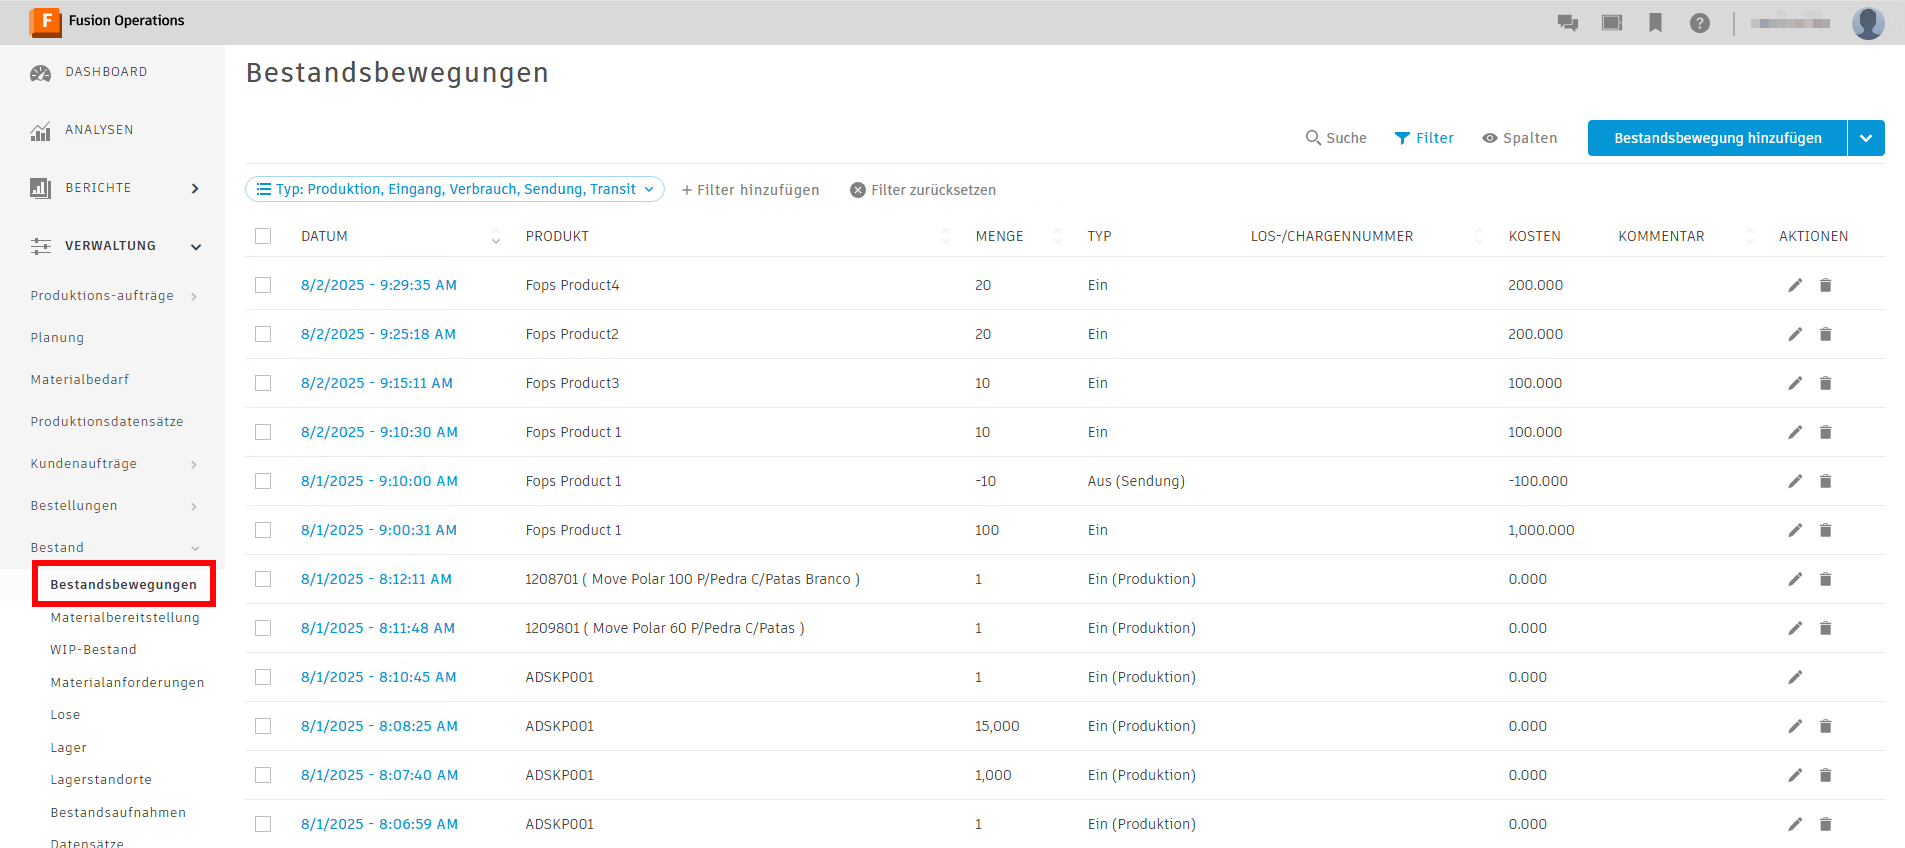 Fusion Operations
DASHBOARD
ANALYSEN
BERICHTE
VERWALTUNG
Produktions-aufträge
Planung
Materialbedarf
Produktionsdatensätze
Kundenaufträge
Bestellungen
Bestand
Bestandsbewegungen
Materialbereitstellung
WIP-Bestand
Materialanforderungen
Lose
Lager
Lagerstandorte
Bestandsaufnahmen
Datensätze
Bestandsbewegungen
Suche Filter Spalten Bestandsbewegung hinzufügen
Typ: Produktion, Eingang, Verbrauch, Sendung, Transit + Filter hinzufügen Filter zurücksetzen
DATUM PRODUKT MENGE TYP LOS-/CHARGENNUMMER KOSTEN KOMMENTAR AKTIONEN
8/2/2025 - 9:29:35 AM Fops Product4 20 Ein 200.000
8/2/2025 - 9:25:18 AM Fops Product2 20 Ein 200.000
8/2/2025 - 9:15:11 AM Fops Product3 10 Ein 100.000
8/2/2025 - 9:10:30 AM Fops Product 1 10 Ein 100.000
8/1/2025 - 9:10:00 AM Fops Product 1 -10 Aus (Sendung) -100.000
8/1/2025 - 9:00:31 AM Fops Product 1 100 Ein 1,000.000
8/1/2025 - 8:12:11 AM 1208701 ( Move Polar 100 P/Pedra C/Patas Branco ) 1 Ein (Produktion) 0.000
8/1/2025 - 8:11:48 AM 1209801 ( Move Polar 60 P/Pedra C/Patas ) 1 Ein (Produktion) 0.000
8/1/2025 - 8:10:45 AM ADSKP001 1 Ein (Produktion) 0.000
8/1/2025 - 8:08:25 AM ADSKP001 15,000 Ein (Produktion) 0.000
8/1/2025 - 8:07:40 AM ADSKP001 1,000 Ein (Produktion) 0.000
8/1/2025 - 8:06:59 AM ADSKP001 1 Ein (Produktion) 0.000